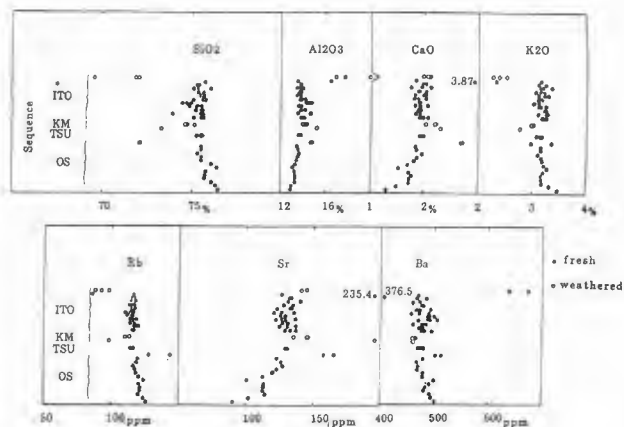 SiO2 Al2O3 CaO K2O
3.87
ITO
Sequence
KM
TSU
OS
70 75% 12 16% 1 2% 2 3 4%
Rb Sr Ba
fresh
weathered
235.4 376.5
ITO
KM
TSU
OS
50 100ppm 100 150ppm 400 500 600ppm